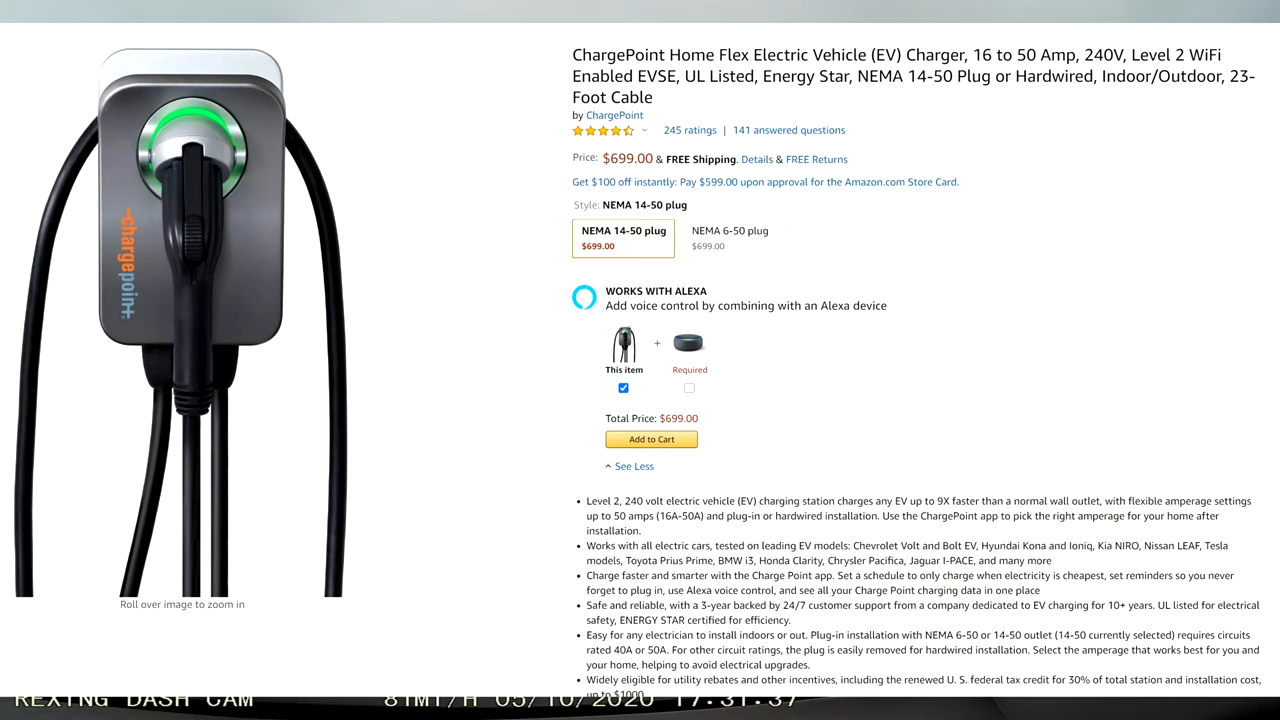 ChargePoint Home Flex Electric Vehicle (EV) Charger, 16 to 50 Amp, 240V, Level 2 WiFi
Enabled EVSE, UL Listed, Energy Star, NEMA 14-50 Plug or Hardwired, Indoor/Outdoor, 23-
Foot Cable
by ChargePoint
245 ratings | 141 answered questions
Price: $699.00 & FREE Shipping. Details & FREE Returns
Get $100 off instantly: Pay $599.00 upon approval for the Amazon.com Store Card.
Style: NEMA 14-50 plug
NEMA 14-50 plug NEMA 6-50 plug
$699.00 $699.00
WORKS WITH ALEXA
Add voice control by combining with an Alexa device
+
This item Required
Total Price: $699.00
Add to Cart
See Less
• Level 2, 240 volt electric vehicle (EV) charging station charges any EV up to 9X faster than a normal wall outlet, with flexible amperage settings
up to 50 amps (16A-50A) and plug-in or hardwired installation. Use the ChargePoint app to pick the right amperage for your home after
installation.
• Works with all electric cars, tested on leading EV models: Chevrolet Volt and Bolt EV, Hyundai Kona and Ioniq, Kia NIRO, Nissan LEAF, Tesla
models, Toyota Prius Prime, BMW i3, Honda Clarity, Chrysler Pacifica, Jaguar I-PACE, and many more
• Charge faster and smarter with the Charge Point app. Set a schedule to only charge when electricity is cheapest, set reminders so you never
forget to plug in, use Alexa voice control, and see all your Charge Point charging data in one place
• Safe and reliable, with a 3-year backed by 24/7 customer support from a company dedicated to EV charging for 10+ years. UL listed for electrical
safety, ENERGY STAR certified for efficiency.
• Easy for any electrician to install indoors or out. Plug-in installation with NEMA 6-50 or 14-50 outlet (14-50 currently selected) requires circuits
rated 40A or 50A. For other circuit ratings, the plug is easily removed for hardwired installation. Select the amperage that works best for you and
your home, helping to avoid electrical upgrades.
• Widely eligible for utility rebates and other incentives, including the renewed U. S. federal tax credit for 30% of total station and installation cost,
up to $1000
-chargepoin+
Roll over image to zoom in
REXING DASH CAM 81MI/H 05/10/2020 17:31:37